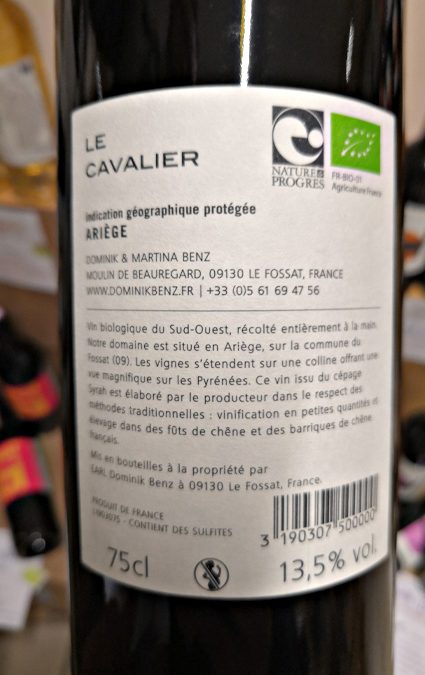 LE
CAVALIER
NATURE &
PROGRES
FR-BIO-01
Agriculture France
Indication géographique protégée
ARIÈGE
DOMINIK & MARTINA BENZ
MOULIN DE BEAUREGARD, 09130 LE FOSSAT, FRANCE
WWW.DOMINIKBENZ.FR | +33 (0)5 61 69 47 56
Vin biologique du Sud-Ouest, récolté entièrement à la main.
Notre domaine est situé en Ariège, sur la commune du
Fossat (09). Les vignes s'étendent sur une colline offrant une
vue magnifique sur les Pyrénées. Ce vin issu du cépage
Syrah est élaboré par le producteur dans le respect des
méthodes traditionnelles : vinification en petites quantités et
élevage dans des fûts de chêne et des barriques de chêne
français.
Mis en bouteilles à la propriété par
EARL Dominik Benz à 09130 Le Fossat, France.
PRODUIT DE FRANCE
- CONTIENT DES SULFITES
3 190307 500000
75cl
13,5% vol.